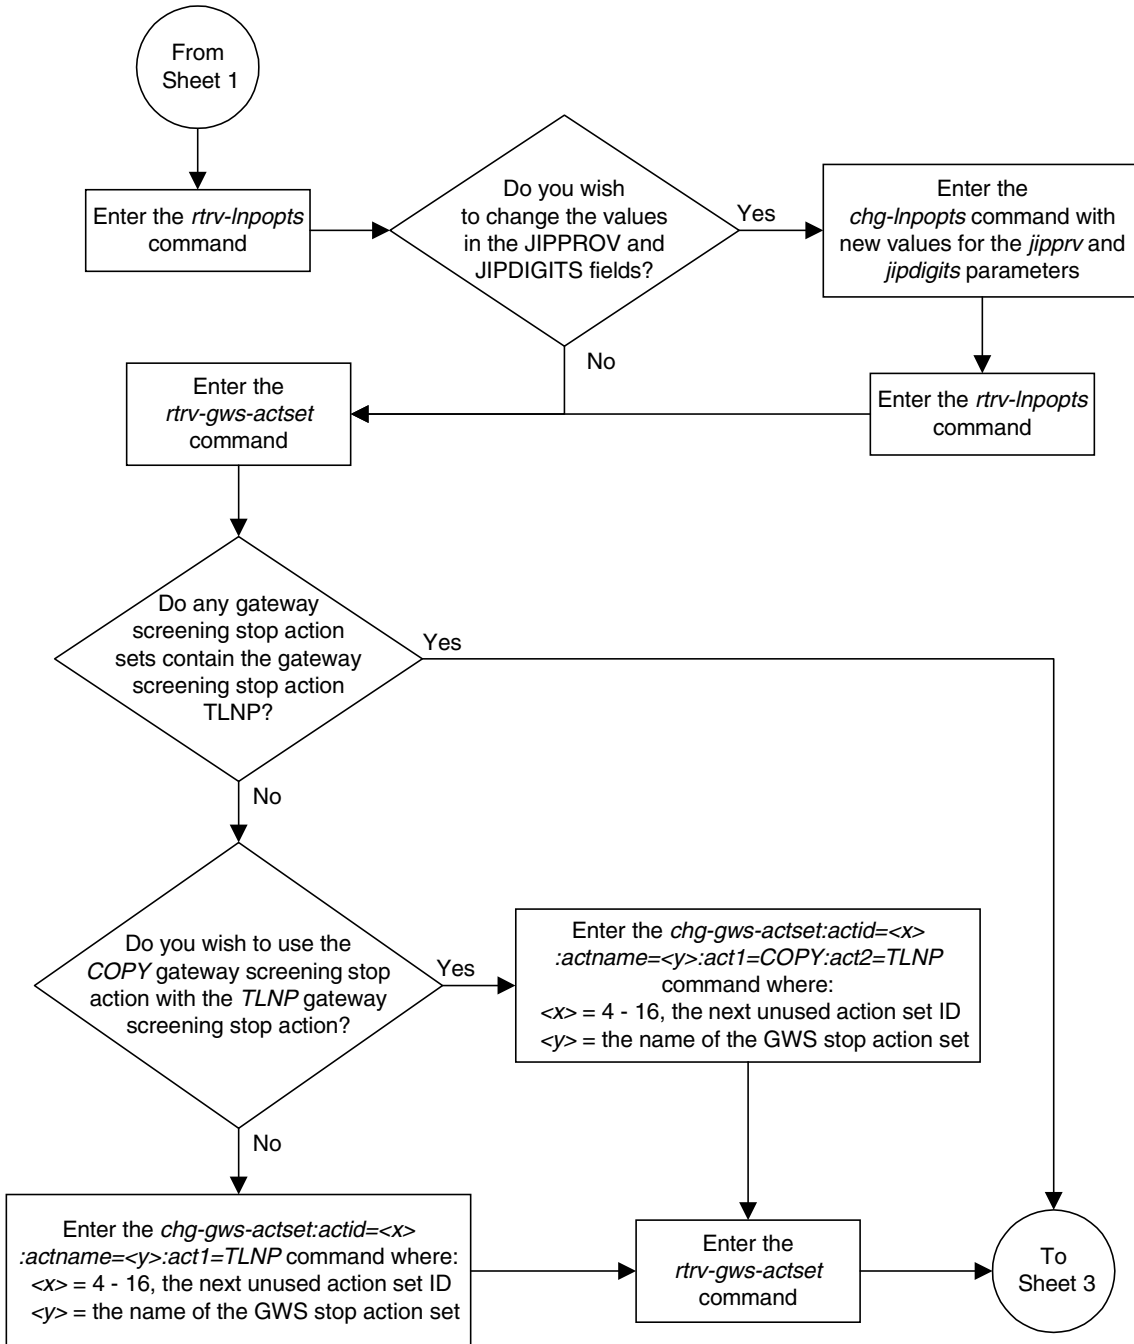 From
Sheet 1
Enter the rtrv-lnpopts
command
Do you wish
to change the values
in the JIPPROV and
JIPDIGITS fields?
Yes
Enter the
chg-lnpopts command with
new values for the jipprv and
jipdigits parameters
No
Enter the rtrv-lnpopts
command
Enter the
rtrv-gws-actset
command
Do any gateway
screening stop action
sets contain the gateway
screening stop action
TLNP?
Yes
No
Do you wish to use the
COPY gateway screening stop
action with the TLNP gateway
screening stop action?
Yes
Enter the chg-gws-actset:actid=<x>
:actname=<y>:act1=COPY:act2=TLNP
command where:
<x> = 4 - 16, the next unused action set ID
<y> = the name of the GWS stop action set
No
Enter the chg-gws-actset:actid=<x>
:actname=<y>:act1=TLNP command where:
<x> = 4 - 16, the next unused action set ID
<y> = the name of the GWS stop action set
Enter the
rtrv-gws-actset
command
To
Sheet 3